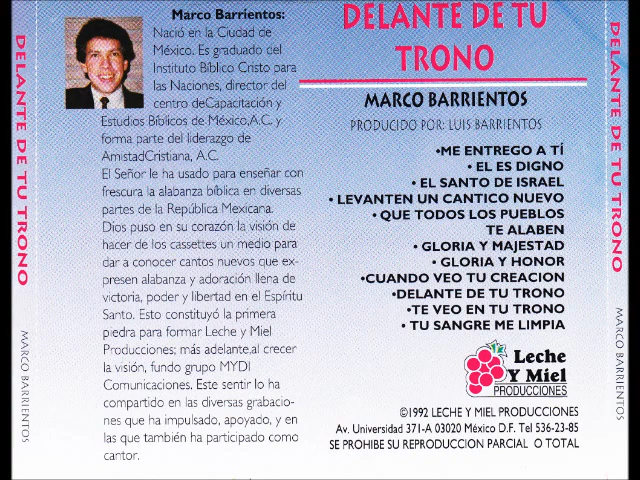 DELANTE DE TU TRONO
MARCO BARRIENTOS
Marco Barrientos:
Nació en la Ciudad de
México. Es graduado del
Instituto Bíblico Cristo para
las Naciones, director del
centro deCapacitación y
Estudios Bíblicos de México,A.C. y
forma parte del liderazgo de
AmistadCristiana, A.C.
El Señor le ha usado para enseñar con
frescura la alabanza bíblica en diversas
partes de la República Mexicana.
Dios puso en su corazón la visión de
hacer de los cassettes un medio para
dar a conocer cantos nuevos que ex-
presen alabanza y adoración llena de
victoria, poder y libertad en el Espíritu
Santo. Esto constituyó la primera
piedra para formar Leche y Miel
Producciones; más adelante,al crecer
la visión, fundo grupo MYDI
Comunicaciones. Este sentir lo ha
compartido en las diversas grabacio-
nes que ha impulsado, apoyado, y en
las que también ha participado como
cantor.
DELANTE DE TU
TRONO
MARCO BARRIENTOS
PRODUCIDO POR: LUIS BARRIENTOS
•ME ENTREGO A TÍ
• EL ES DIGNO
• EL SANTO DE ISRAEL
• LEVANTEN UN CANTICO NUEVO
• QUE TODOS LOS PUEBLOS
TE ALABEN
• GLORIA Y MAJESTAD
• GLORIA Y HONOR
•CUANDO VEO TU CREACION
•DELANTE DE TU TRONO
•TE VEO EN TU TRONO
• TU SANGRE ME LIMPIA
Leche
Y Miel
PRODUCCIONES
©1992 LECHE Y MIEL PRODUCCIONES
Av. Universidad 371-A 03020 México D.F. Tel 536-23-85
SE PROHIBE SU REPRODUCCION PARCIAL O TOTAL
DELANTE DE TU TRONO
MARCO BARRIENTOS